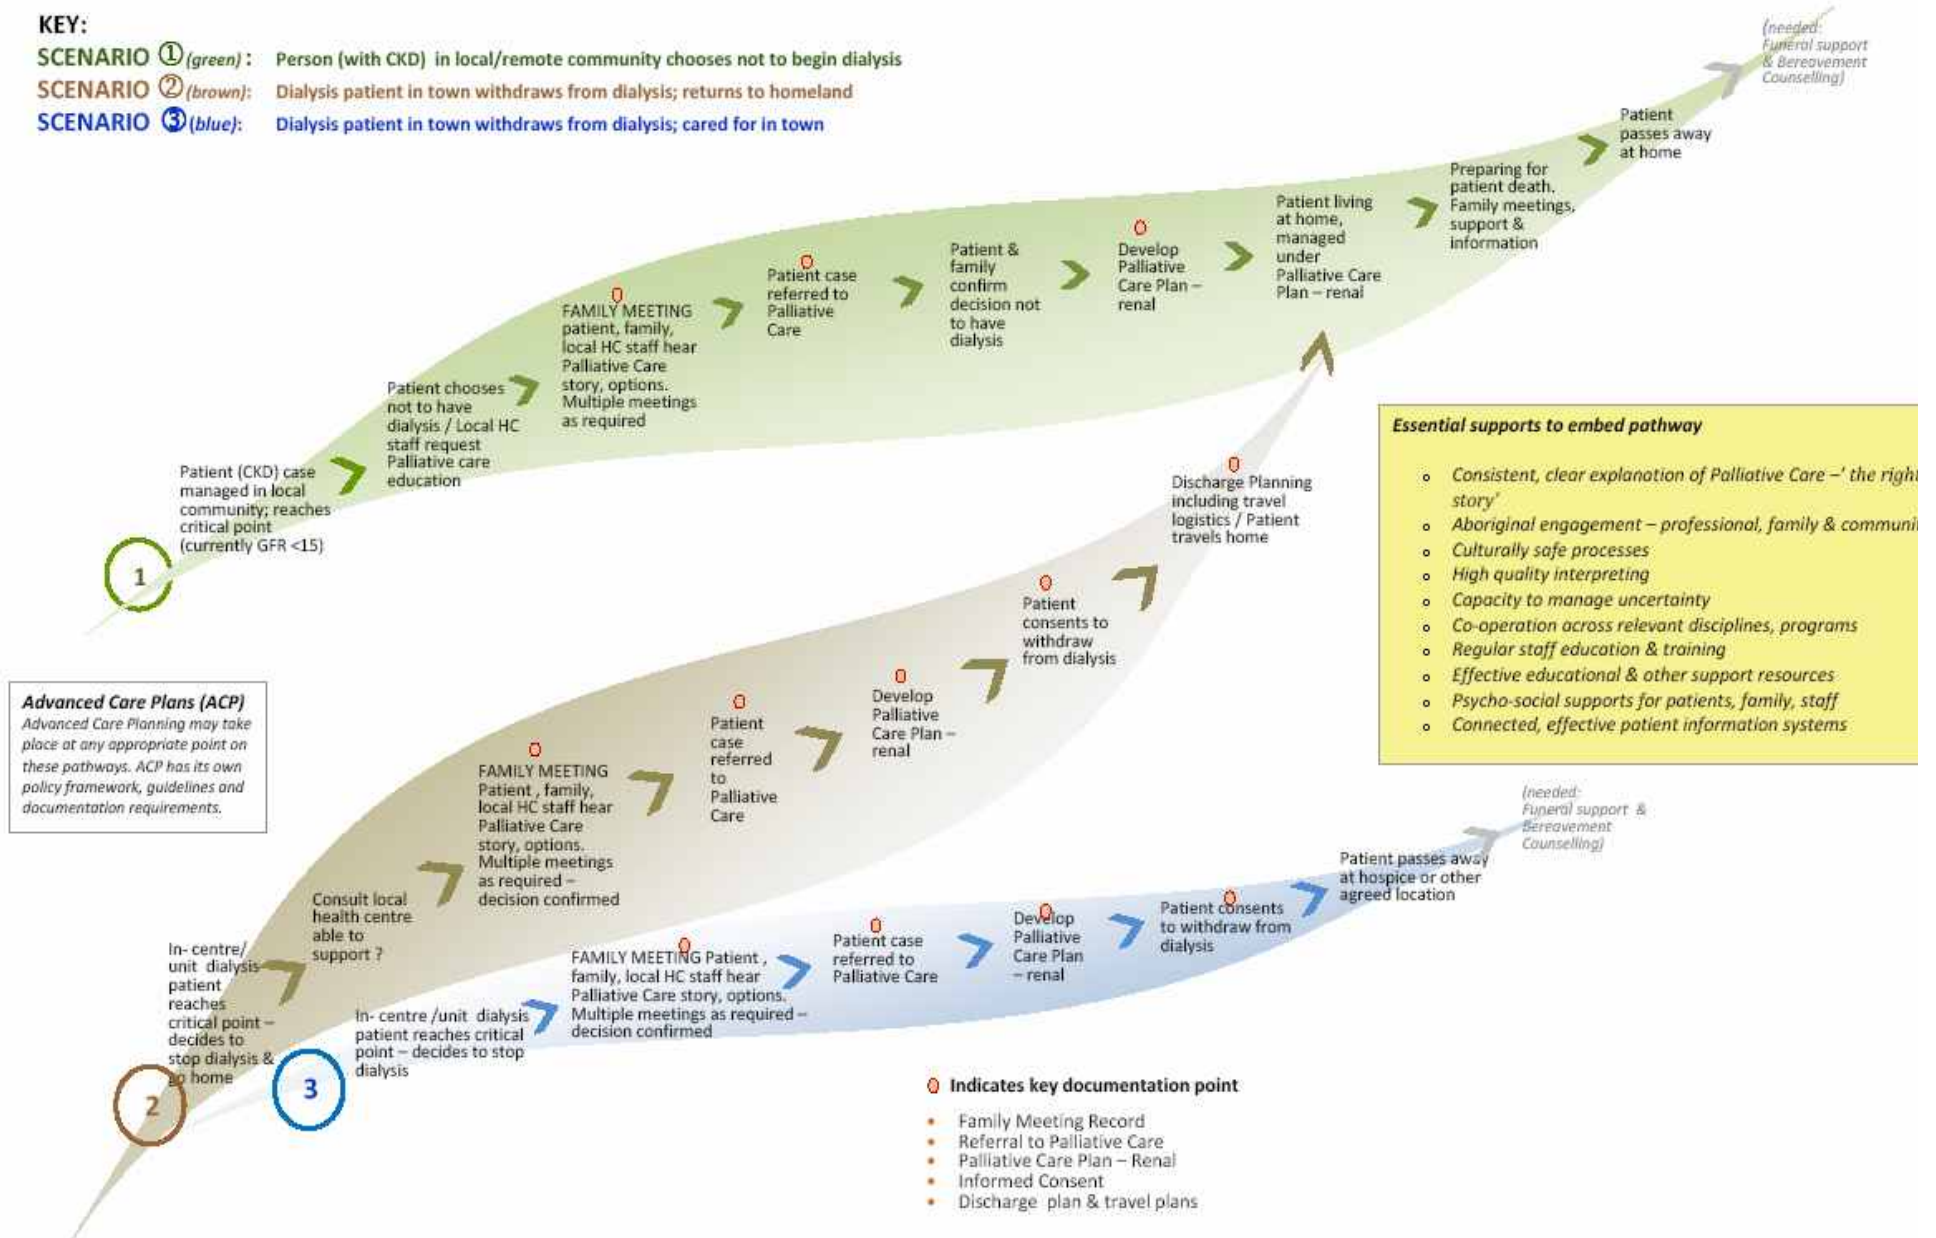 KEY:
SCENARIO ① (green) : Person (with CKD) in local/remote community chooses not to begin dialysis
SCENARIO ② (brown): Dialysis patient in town withdraws from dialysis; returns to homeland
SCENARIO ③ (blue): Dialysis patient in town withdraws from dialysis; cared for in town
1
Patient (CKD) case
managed in local
community; reaches
critical point
(currently GFR <15)
Patient chooses
not to have
dialysis / Local HC
staff request
Palliative care
education
FAMILY MEETING
patient, family,
local HC staff hear
Palliative Care
story, options.
Multiple meetings
as required
Patient case
referred to
Palliative
Care
Patient &
family
confirm
decision not
to have
dialysis
Develop
Palliative
Care Plan –
renal
Patient living
at home,
managed
under
Palliative Care
Plan – renal
Preparing for
patient death.
Family meetings,
support &
information
Patient
passes away
at home
(needed:
Funeral support
& Bereavement
Counselling)
2
In- centre/
unit dialysis
patient
reaches
critical point –
decides to
stop dialysis &
go home
Consult local
health centre
able to
support ?
FAMILY MEETING
Patient , family,
local HC staff hear
Palliative Care
story, options.
Multiple meetings
as required –
decision confirmed
Patient
case
referred
to
Palliative
Care
Develop
Palliative
Care Plan –
renal
Patient
consents to
withdraw
from dialysis
Discharge Planning
including travel
logistics / Patient
travels home
3
In- centre /unit dialysis
patient reaches critical
point – decides to stop
dialysis
FAMILY MEETING Patient ,
family, local HC staff hear
Palliative Care story, options.
Multiple meetings as required –
decision confirmed
Patient case
referred to
Palliative Care
Develop
Palliative
Care Plan
– renal
Patient consents
to withdraw from
dialysis
Patient passes away
at hospice or other
agreed location
(needed:
Funeral support &
Bereavement
Counselling)
Advanced Care Plans (ACP)
Advanced Care Planning may take
place at any appropriate point on
these pathways. ACP has its own
policy framework, guidelines and
documentation requirements.
Essential supports to embed pathway
Consistent, clear explanation of Palliative Care –' the right
story'
Aboriginal engagement – professional, family &
Culturally safe processes
High quality interpreting
Capacity to manage uncertainty
Co-operation across relevant disciplines, programs
Regular staff education & training
Effective educational & other support resources
Psycho-social supports for patients, family, staff
Connected, effective patient information systems
Indicates key documentation point
Family Meeting Record
Referral to Palliative Care
Palliative Care Plan – Renal
Informed Consent
Discharge plan & travel plans